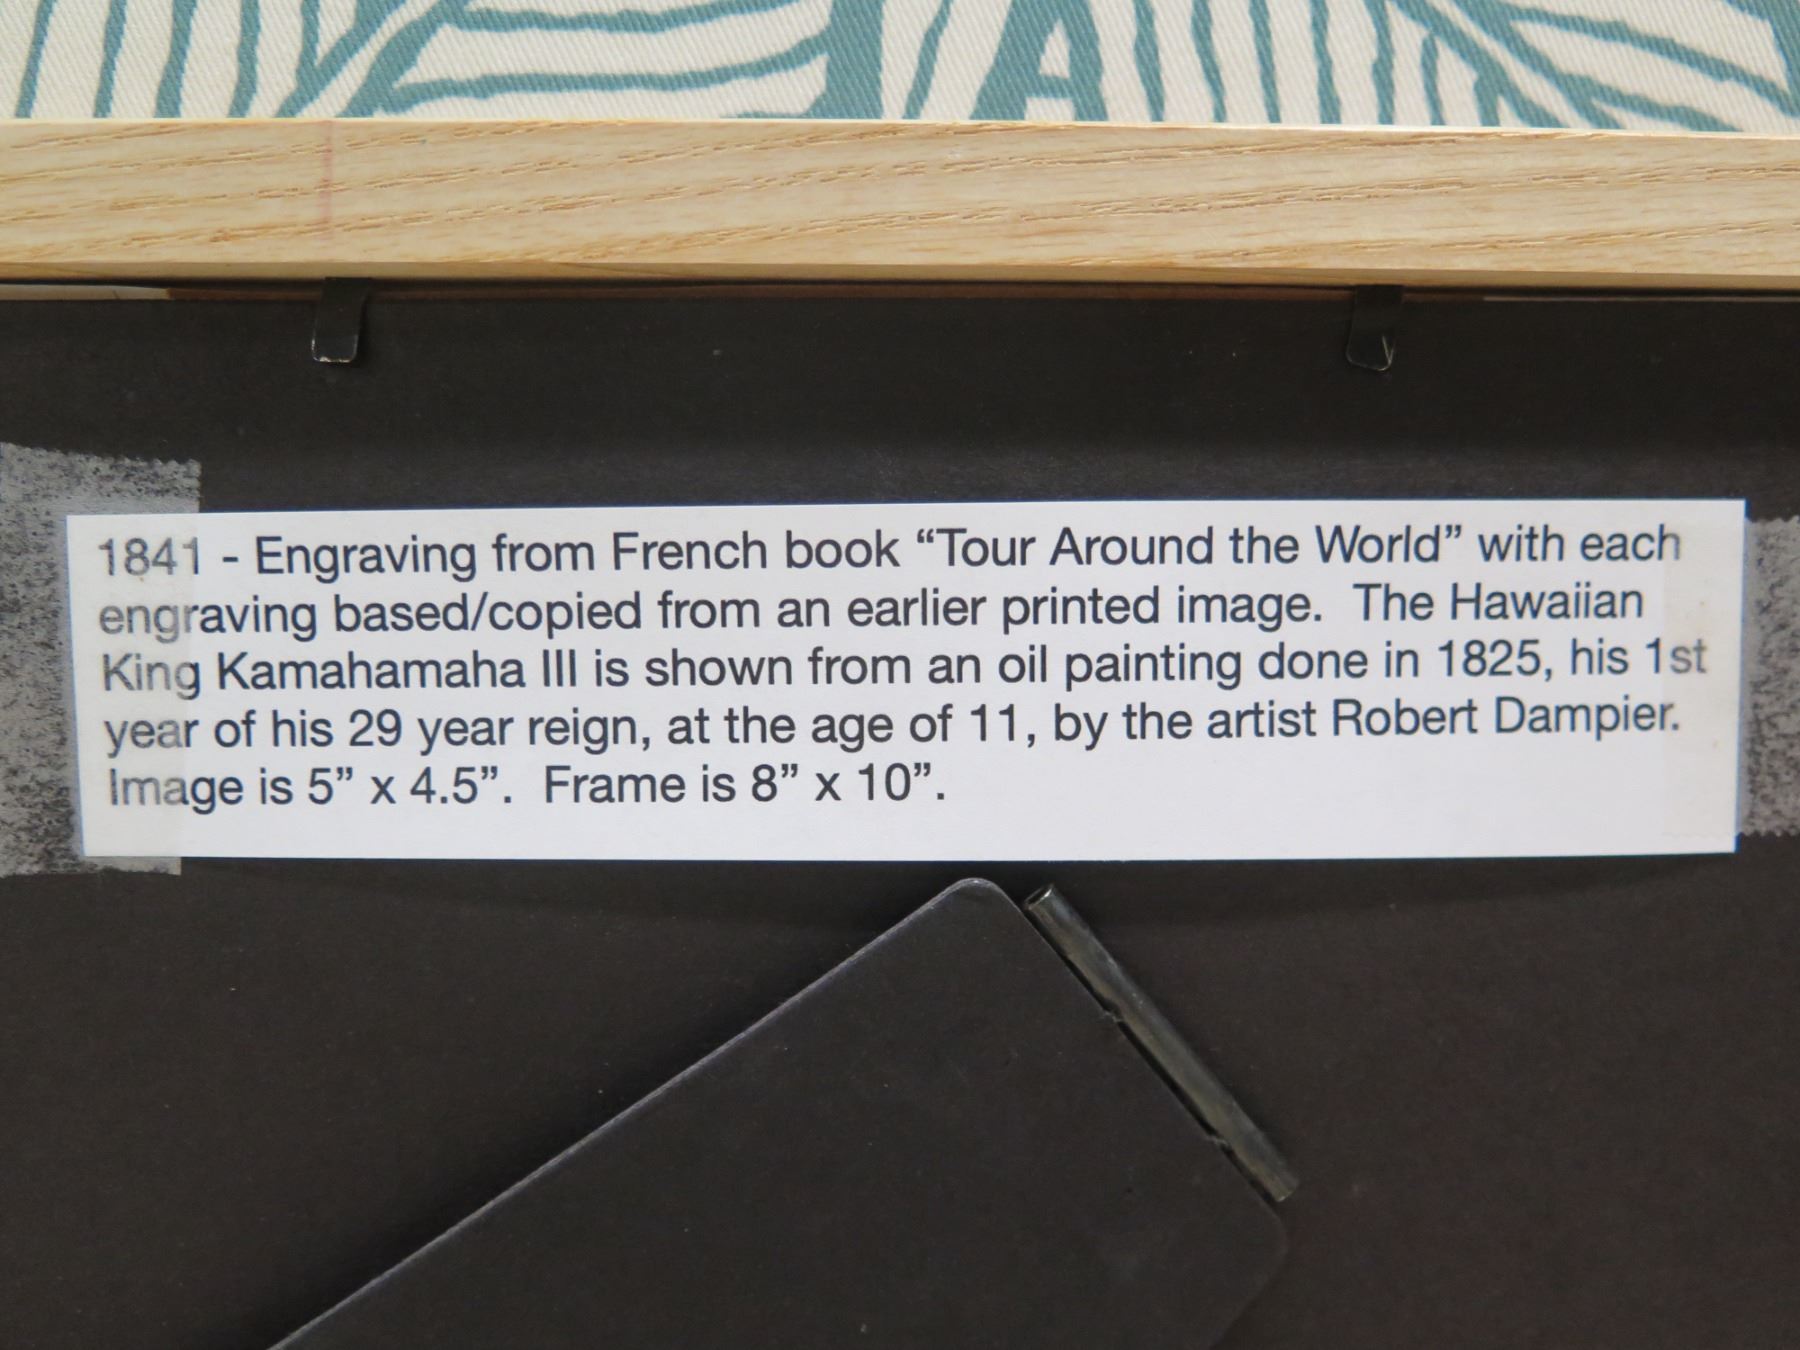 1841 - Engraving from French book “Tour Around the World” with each
engraving based/copied from an earlier printed image.  The Hawaiian
King Kamahamaha III is shown from an oil painting done in 1825, his 1st
year of his 29 year reign, at the age of 11, by the artist Robert Dampier.
Image is 5” x 4.5”.  Frame is 8” x 10”.